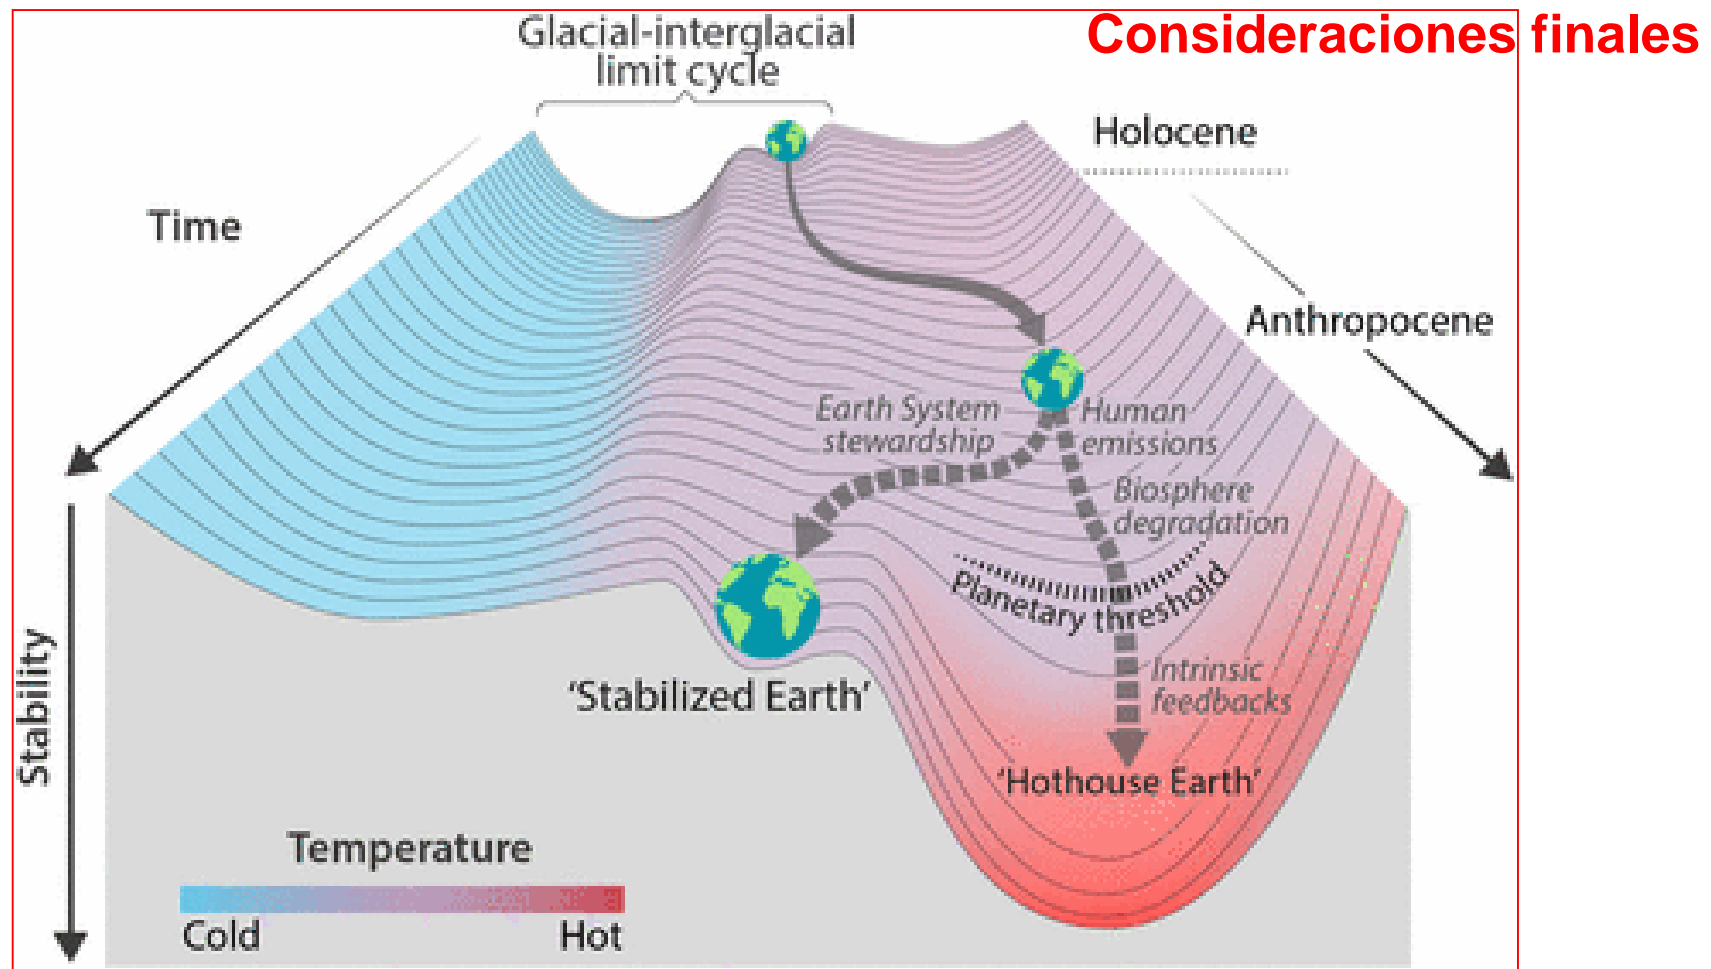 Consideraciones finales
Glacial-interglacial
limit cycle
Holocene
Time
Anthropocene
Earth System
stewardship
Human
emissions
Biosphere
degradation
Planetary threshold
Intrinsic
feedbacks
'Stabilized Earth'
'Hothouse Earth'
Stability
Temperature
Cold
Hot